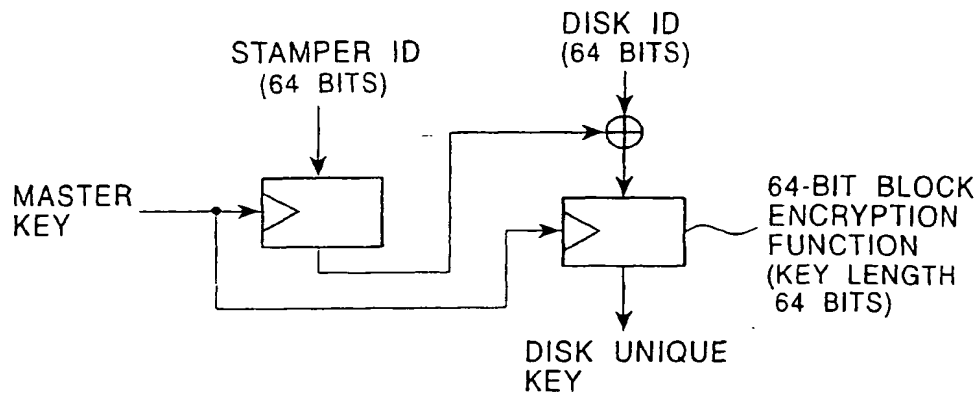 STAMPER ID
(64 BITS)
DISK ID
(64 BITS)
MASTER
KEY
64-BIT BLOCK
ENCRYPTION
FUNCTION
(KEY LENGTH
64 BITS)
DISK UNIQUE
KEY